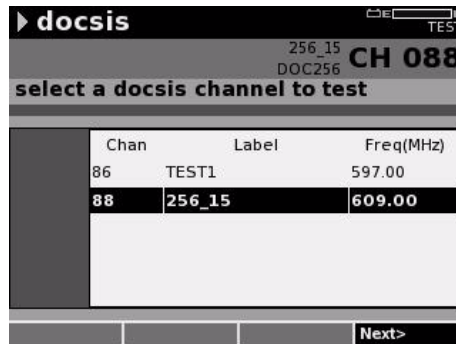 docsis
E
TEST
256_15
DOC256
CH 088
select a docsis channel to test
Chan Label Freq(MHz)
86 TEST1 597.00
88 256_15 609.00
Next>